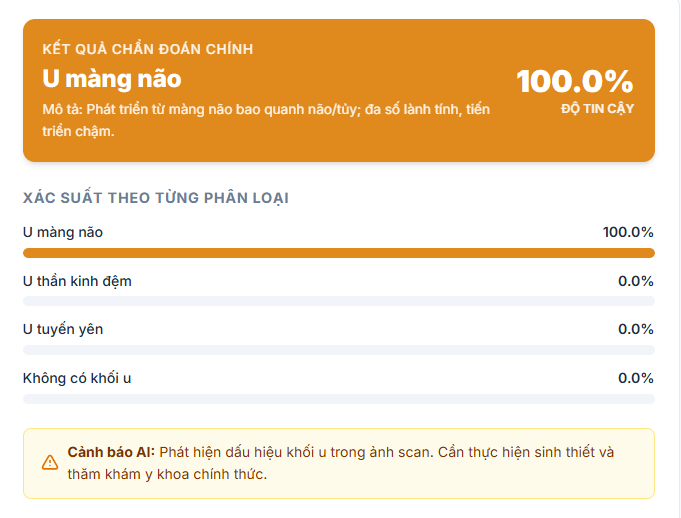 KẾT QUẢ CHẨN ĐOÁN CHÍNH
U màng não
100.0%
Mô tả: Phát triển từ màng não bao quanh não/tủy; đa số lành tính, tiến
triển chậm.
ĐỘ TIN CẬY
XÁC SUẤT THEO TỪNG PHÂN LOẠI
U màng não 100.0%
U thần kinh đệm 0.0%
U tuyến yên 0.0%
Không có khối u 0.0%
Cảnh báo AI: Phát hiện dấu hiệu khối u trong ảnh scan. Cần thực hiện sinh thiết và
thăm khám y khoa chính thức.